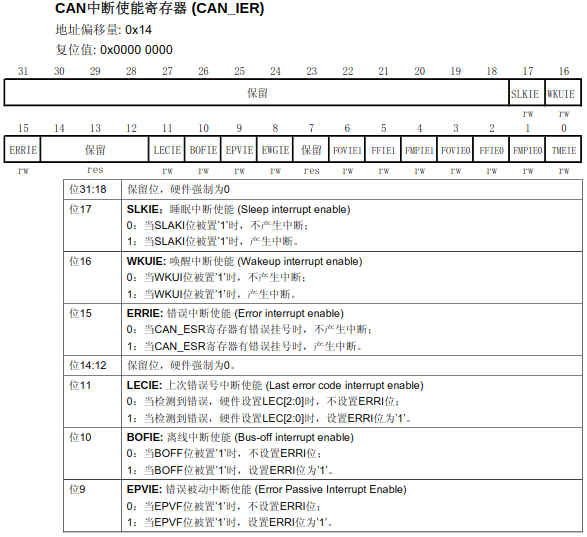 CAN中断使能寄存器 (CAN_IER)
地址偏移量: 0x14
复位值: 0x0000 0000
31 30 29 28 27 26 25 24 23 22 21 20 19 18 17 16
保留 SLKIE WKUIE
rw rw
15 14 13 12 11 10 9 8 7 6 5 4 3 2 1 0
ERRIE 保留 LECIE BOFIE EPVIE EWGIE 保留 FOVIE1 FFIE1 FMPIE1 FOVIE0 FFIE0 FMPIE0 TMEIE
rw res rw rw rw rw res rw rw rw rw rw rw rw
位31:18 保留位，硬件强制为0
位17 SLKIE：睡眠中断使能 (Sleep interrupt enable)
0：当SLAKI位被置’1’时，不产生中断；
1：当SLAKI位被置’1’时，产生中断。
位16 WKUIE: 唤醒中断使能 (Wakeup interrupt enable)
0：当WKUI位被置’1’时，不产生中断；
1：当WKUI位被置’1’时，产生中断。
位15 ERRIE: 错误中断使能 (Error interrupt enable)
0：当CAN_ESR寄存器有错误挂号时，不产生中断；
1：当CAN_ESR寄存器有错误挂号时，产生中断。
位14:12 保留位，硬件强制为0。
位11 LECIE: 上次错误号中断使能 (Last error code interrupt enable)
0：当检测到错误，硬件设置LEC[2:0]时，不设置ERRI位；
1：当检测到错误，硬件设置LEC[2:0]时，设置ERRI位为’1’。
位10 BOFIE: 离线中断使能 (Bus-off interrupt enable)
0：当BOFF位被置’1’时，不设置ERRI位；
1：当BOFF位被置’1’时，设置ERRI位为’1’。
位9 EPVIE: 错误被动中断使能 (Error Passive Interrupt Enable)
0：当EPVF位被置’1’时，不设置ERRI位；
1：当EPVF位被置’1’时，设置ERRI位为’1’。